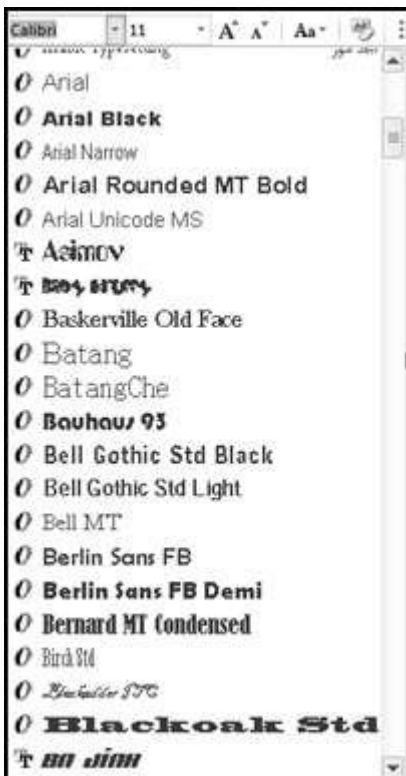 Calibri 11 A A Aa
Arial
Arial Black
Arial Narrow
Arial Rounded MT Bold
Arial Unicode MS
Asimov
Baskerville Old Face
Batang
BatangChe
Bauhaus 93
Bell Gothic Std Black
Bell Gothic Std Light
Bell MT
Berlin Sans FB
Berlin Sans FB Demi
Bernard MT Condensed
Birch Std
Blackadder ITC
Blackoak Std